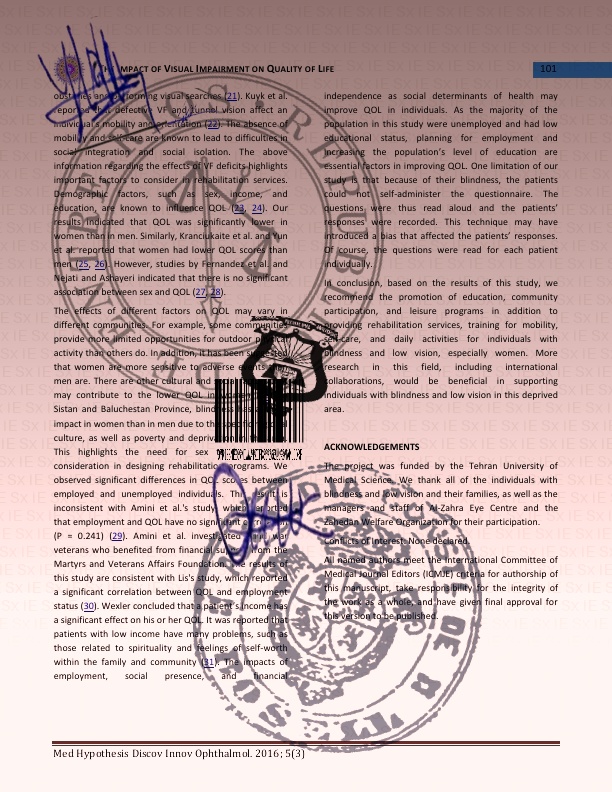 THE IMPACT OF VISUAL IMPAIRMENT ON QUALITY OF LIFE
101
obstacles and performing visual searches (21). Kuyk et al.
reported that defective VF and tunnel vision affect an
individual's mobility and orientation (22). The absence of
mobility and self-care are known to lead to difficulties in
social integration and social isolation. The above
information regarding the effects of VF deficits highlights
important factors to consider in rehabilitation services.
Demographic factors, such as sex, income, and
education, are known to influence QOL (23, 24). Our
results indicated that QOL was significantly lower in
women than in men. Similarly, Kranciukaite et al. and Yun
et al. reported that women had lower QOL scores than
men (25, 26). However, studies by Fernandez et al. and
Nejati and Ashayeri indicated that there is no significant
association between sex and QOL (27, 28).
The effects of different factors on QOL may vary in
different communities. For example, some communities
provide more limited opportunities for outdoor physical
activity than others do. In addition, it has been suggested
that women are more sensitive to adverse events than
men are. There are other cultural and
may contribute to the lower QOL in
Sistan and Baluchestan Province, blindness has
impact in women than in men due to the specific
culture, as well as poverty and deprivation
This highlights the need for sex
consideration in designing rehabilitation programs. We
observed significant differences in QOL scores between
employed and unemployed individuals. This result is
inconsistent with Amini et al.'s study, which reported
that employment and QOL have no significant correlation
(P = 0.241) (29). Amini et al. investigated war
veterans who benefited from financial support from the
Martyrs and Veterans Affairs Foundation. The results of
this study are consistent with Lis's study, which reported
a significant correlation between QOL and employment
status (30). Wexler concluded that a patient's income has
a significant effect on his or her QOL. It was reported that
patients with low income have many problems, such as
those related to spirituality and feelings of self-worth
within the family and community (31). The impacts of
employment, social presence, and financial
independence as social determinants of health may
improve QOL in individuals. As the majority of the
population in this study were unemployed and had low
educational status, planning for employment and
increasing the population's level of education are
essential factors in improving QOL. One limitation of our
study is that because of their blindness, the patients
could not self-administer the questionnaire. The
questions were thus read aloud and the patients'
responses were recorded. This technique may have
introduced a bias that affected the patients' responses.
Of course, the questions were read for each patient
individually.
In conclusion, based on the results of this study, we
recommend the promotion of education, community
participation, and leisure programs in addition to
providing rehabilitation services, training for mobility,
self-care, and daily activities for individuals with
blindness and low vision, especially women. More
research in this field, including international
collaborations, would be beneficial in supporting
individuals with blindness and low vision in this deprived
area.
ACKNOWLEDGEMENTS
The project was funded by the Tehran University of
Medical Science. We thank all of the individuals with
blindness and low vision and their families, as well as the
managers and staff of Al-Zahra Eye Centre and the
Zahedan Welfare Organization for their participation.
Conflicts of Interest: None declared.
All named authors meet the International Committee of
Medical Journal Editors (ICMJE) criteria for authorship of
this manuscript, take responsibility for the integrity of
the work as a whole, and have given final approval for
this version to be published.
Med Hypothesis Discov Innov Ophthalmol. 2016; 5(3)